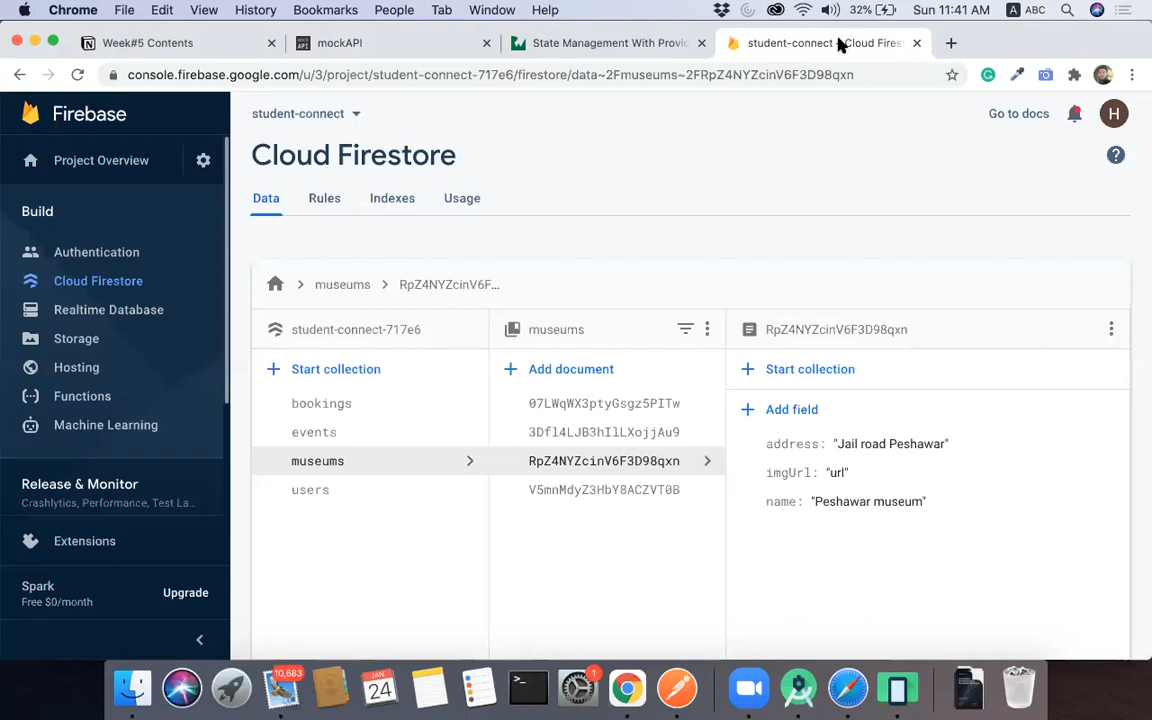 Chrome File Edit View History Bookmarks People Tab Window Help 32% Sun 11:41 AM A ABC
Week#5 Contents mockAPI State Management With Provid student-connect - Cloud Firest
console.firebase.google.com/u/3/project/student-connect-717e6/firestore/data~2Fmuseums~2FRpZ4NYZcinV6F3D98qxn
Firebase
student-connect
Go to docs
H
Cloud Firestore
Project Overview
Data Rules Indexes Usage
Build
Authentication
Cloud Firestore
Realtime Database
Storage
Hosting
Functions
Machine Learning
Release & Monitor
Crashlytics, Performance, Test La...
Extensions
Spark
Free $0/month
Upgrade
museums RpZ4NYZcinV6F...
student-connect-717e6 museums RpZ4NYZcinV6F3D98qxn
Start collection Add document Start collection
bookings
events
museums
users
07LWqWX3ptyGsgz5PITw
3Dfl4LJB3hIlLXojjAu9
RpZ4NYZcinV6F3D98qxn
V5mnMdyZ3HbY8ACZVT0B
Add field
address: "Jail road Peshawar"
imgUrl: "url"
name: "Peshawar museum"
10,683
JAN
24
1